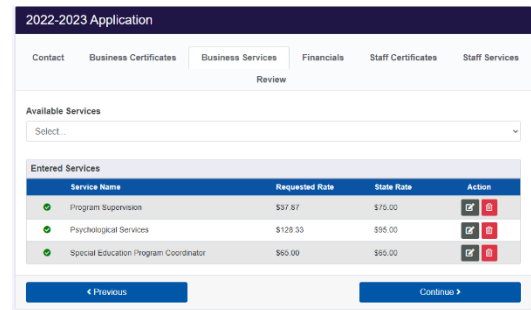 2022-2023 Application
Contact Business Certificates Business Services Financials Staff Certificates Staff Services
Review
Available Services
Select...
Entered Services
Service Name Requested Rate State Rate Action
Program Supervision $37.87 $75.00
Psychological Services $128.33 $95.00
Special Education Program Coordinator $65.00 $65.00
Previous Continue